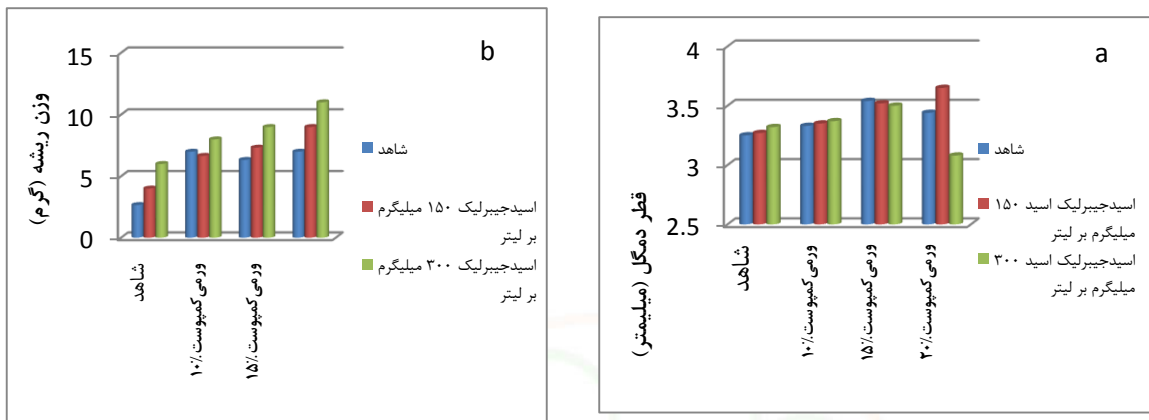 b
15
10
5
0
وزن ریشه (گرم)
شاهد
ورمی‌کمپوست ۱۰٪
ورمی‌کمپوست ۱۵٪
شاهد
اسیدجیبرلیک ۱۵۰ میلیگرم
بر لیتر
اسیدجیبرلیک ۳۰۰ میلیگرم
بر لیتر
a
4
3.5
3
2.5
قطر دمگل (میلیمتر)
شاهد
ورمی‌کمپوست ۱۰٪
ورمی‌کمپوست ۱۵٪
ورمی‌کمپوست ۲۰٪
شاهد
اسیدجیبرلیک اسید ۱۵۰
میلیگرم بر لیتر
اسیدجیبرلیک اسید ۳۰۰
میلیگرم بر لیتر